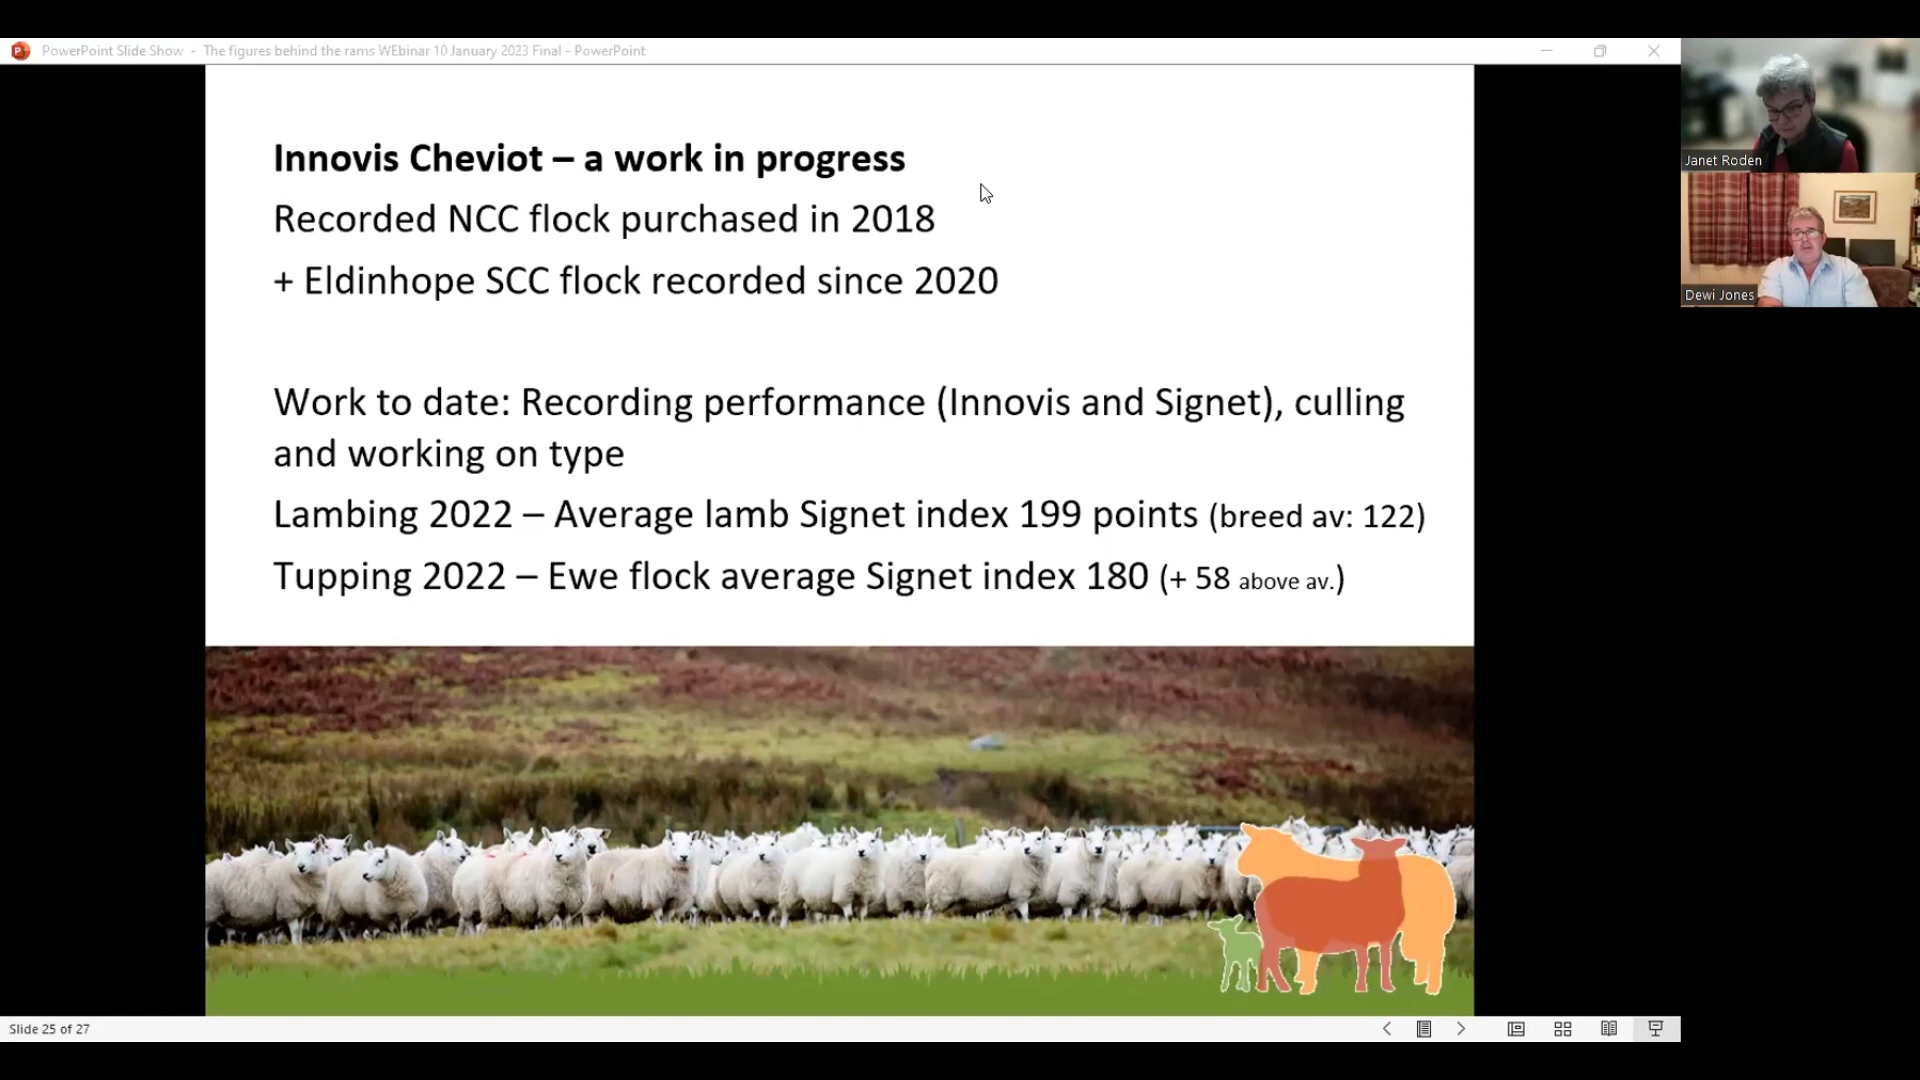 PowerPoint Slide Show - The figures behind the rams WEbinar 10 January 2023 Final - PowerPoint
Innovis Cheviot – a work in progress
Recorded NCC flock purchased in 2018
+ Eldinhope SCC flock recorded since 2020
Work to date: Recording performance (Innovis and Signet), culling
and working on type
Lambing 2022 – Average lamb Signet index 199 points (breed av: 122)
Tupping 2022 – Ewe flock average Signet index 180 (+ 58 above av.)
Janet Roden
Dewi Jones
Slide 25 of 27